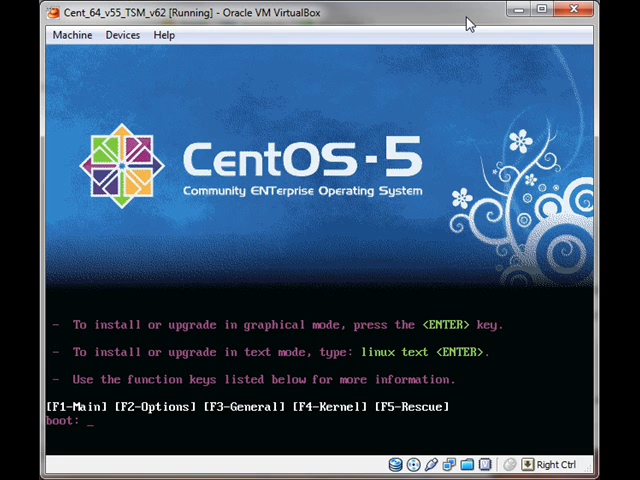 Cent_64_v55_TSM_v62 [Running] - Oracle VM VirtualBox
Machine Devices Help
CentOS-5
Community ENTerprise Operating System
- To install or upgrade in graphical mode, press the <ENTER> key.
- To install or upgrade in text mode, type: linux text <ENTER>.
- Use the function keys listed below for more information.
[F1-Main] [F2-Options] [F3-General] [F4-Kernel] [F5-Rescue]
boot: _
Right Ctrl